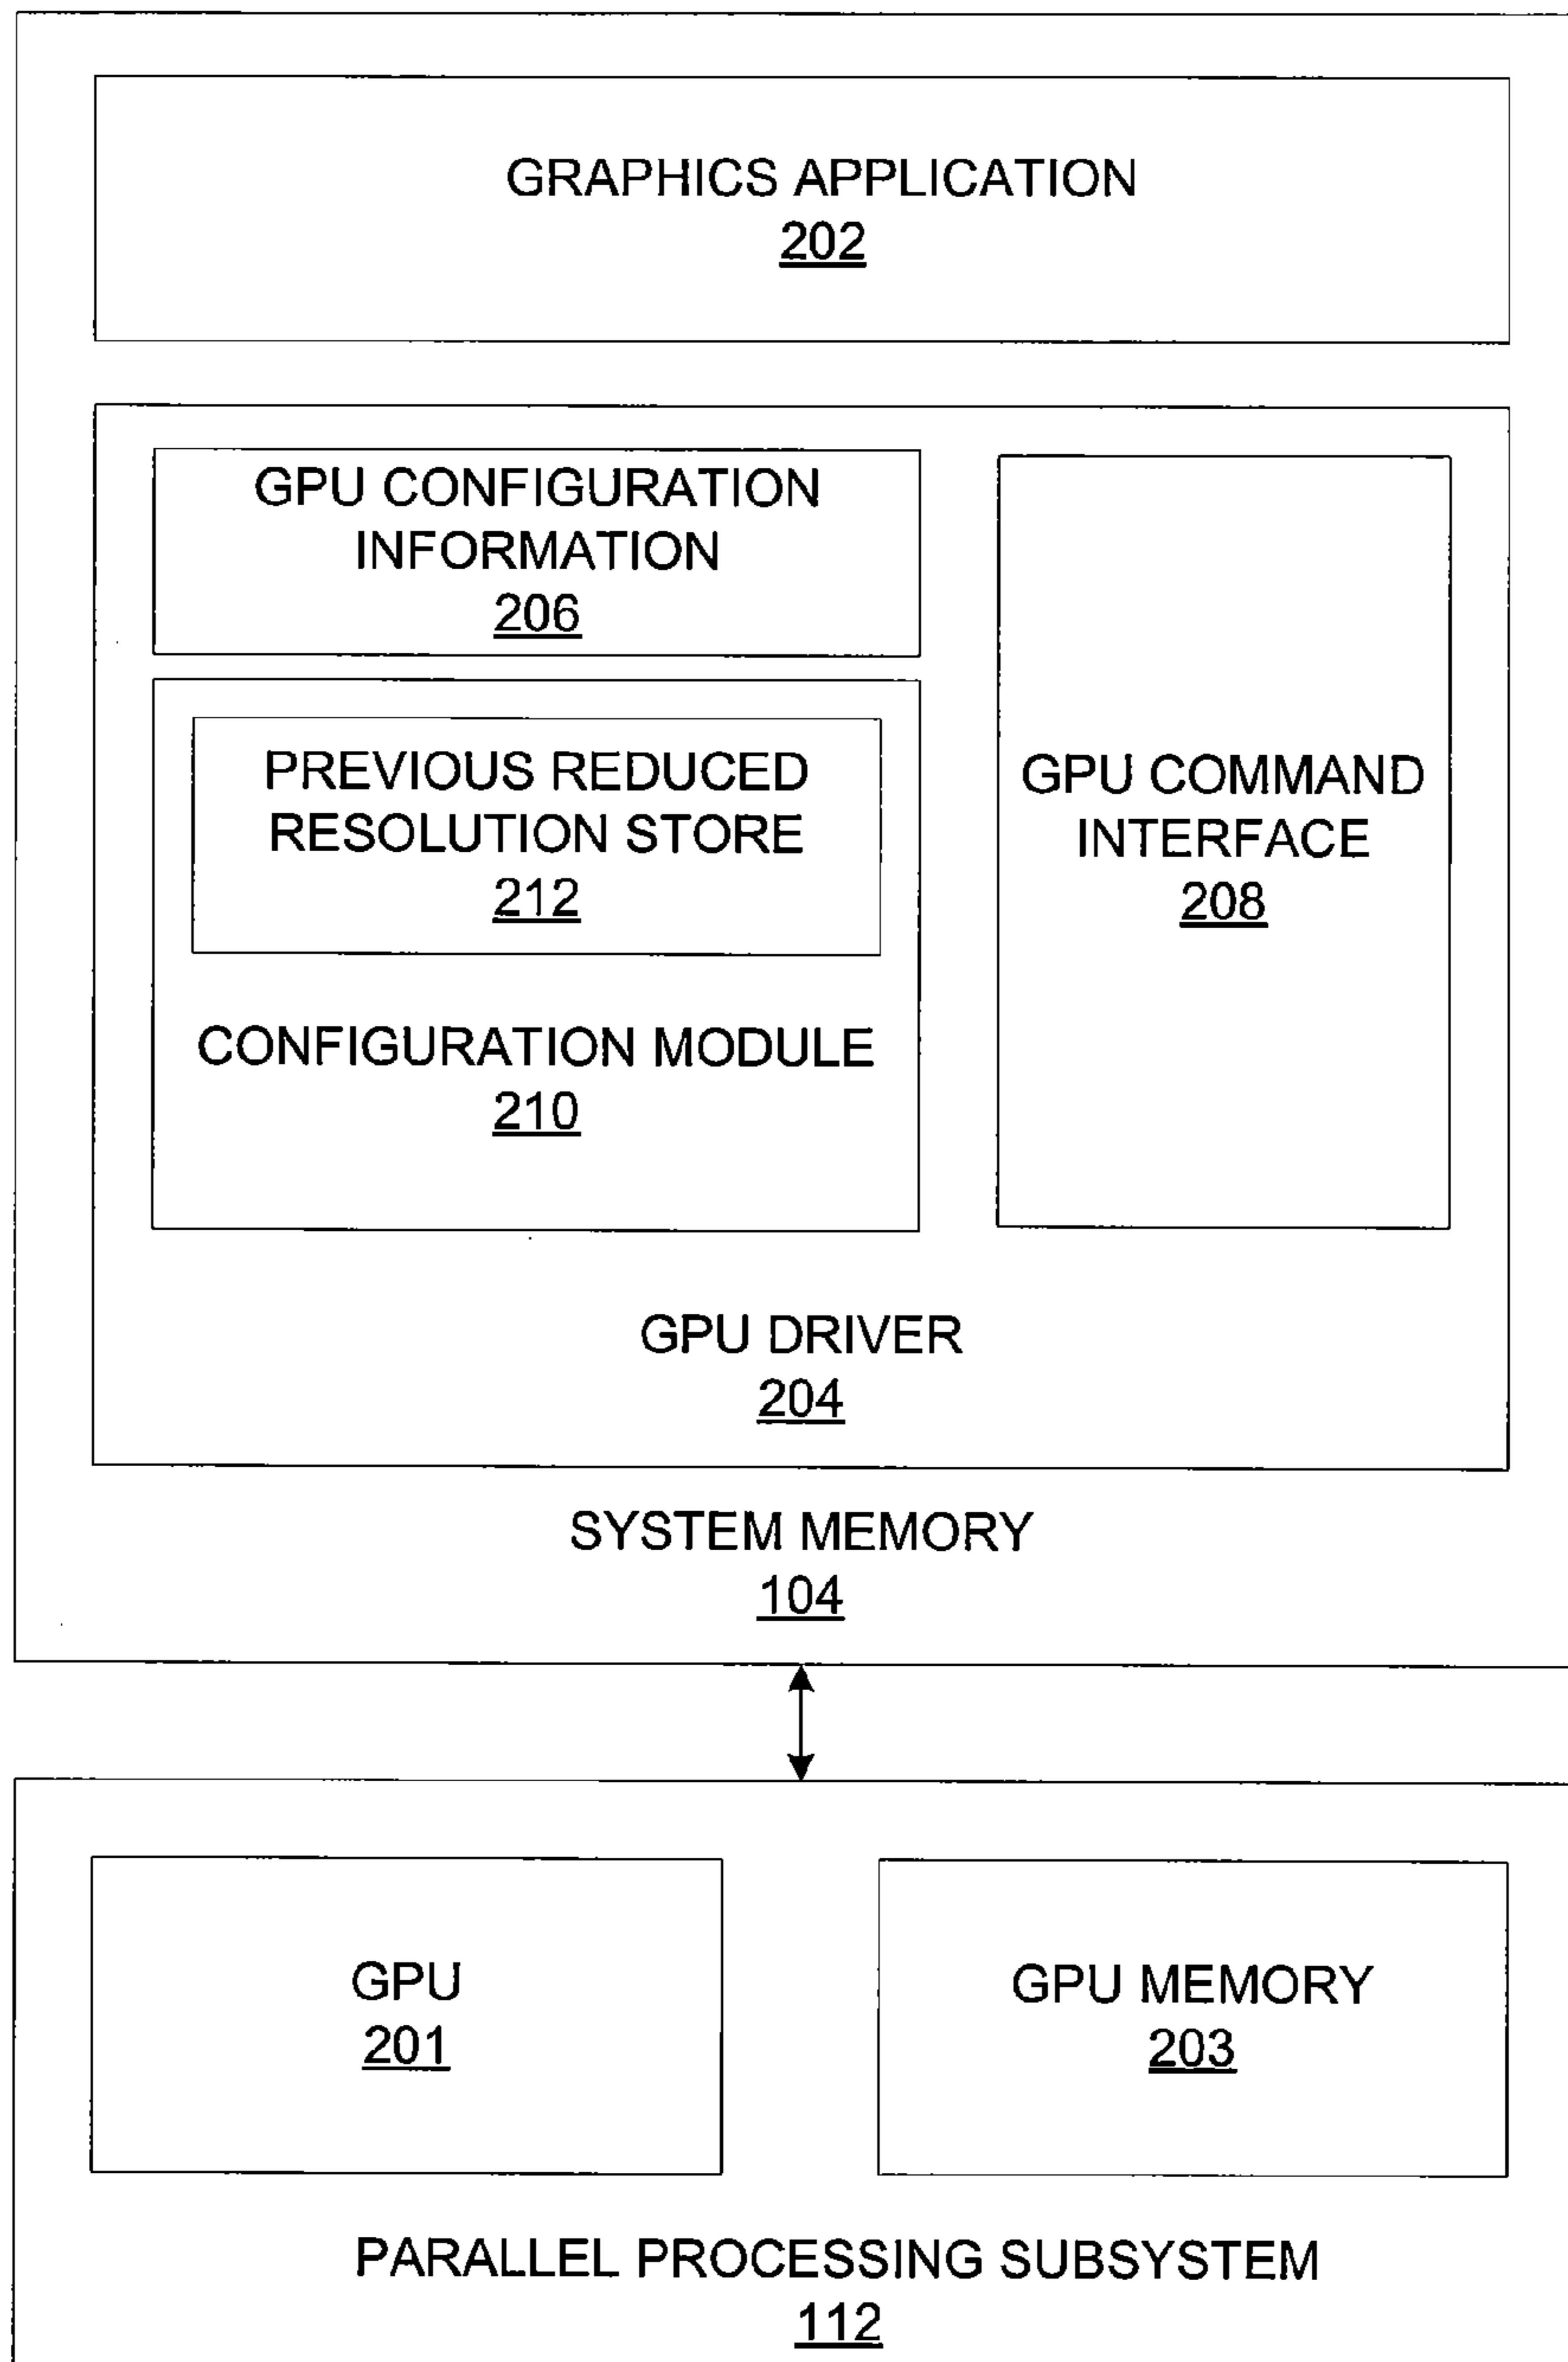 GRAPHICS APPLICATION
202
GPU CONFIGURATION
INFORMATION
206
PREVIOUS REDUCED
RESOLUTION STORE
212
CONFIGURATION MODULE
210
GPU COMMAND
INTERFACE
208
GPU DRIVER
204
SYSTEM MEMORY
104
GPU
201
GPU MEMORY
203
PARALLEL PROCESSING SUBSYSTEM
112